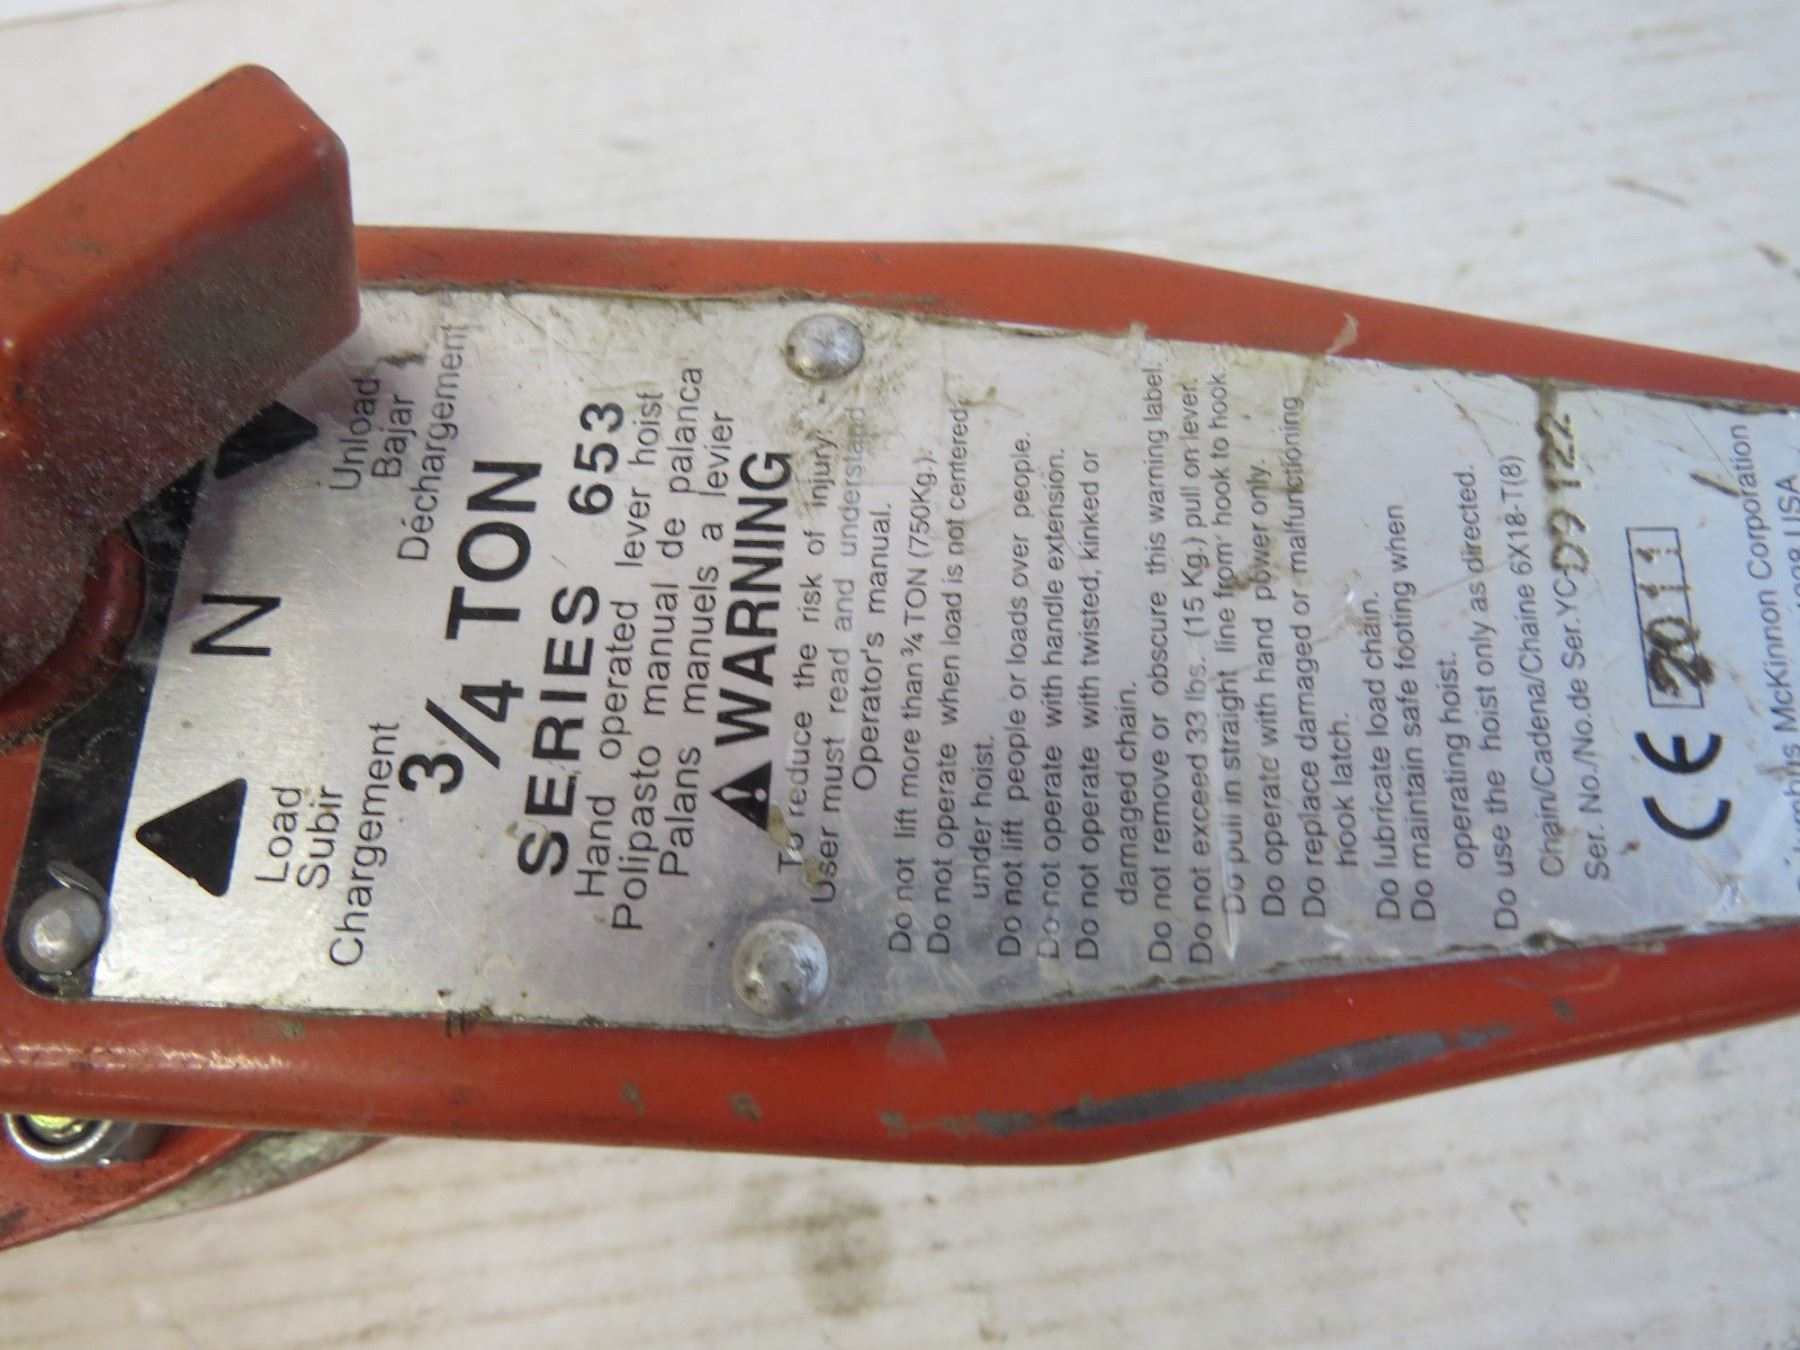 Load N Unload
Subir Bajar
Chargement Déchargement
3/4 TON
SERIES 653
Hand operated lever hoist
Polipasto manual de palanca
Palans manuels a levier
WARNING
To reduce the risk of injury:
User must read and understand
Operator's manual.
Do not lift more than 3/4 TON (750Kg.).
Do not operate when load is not centered
under hoist.
Do not lift people or loads over people.
Do not operate with handle extension.
Do not operate with twisted, kinked or
damaged chain.
Do not remove or obscure this warning label.
Do not exceed 33 lbs. (15 Kg.) pull on lever.
Do pull in straight line from hook to hook.
Do operate with hand power only.
Do replace damaged or malfunctioning
hook latch.
Do lubricate load chain.
Do maintain safe footing when
operating hoist.
Do use the hoist only as directed.
Chain/Cadena/Chaine 6X18-T(8)
Ser. No./No.de Ser.YC-
CE 2011
McKinnon Corporation
USA